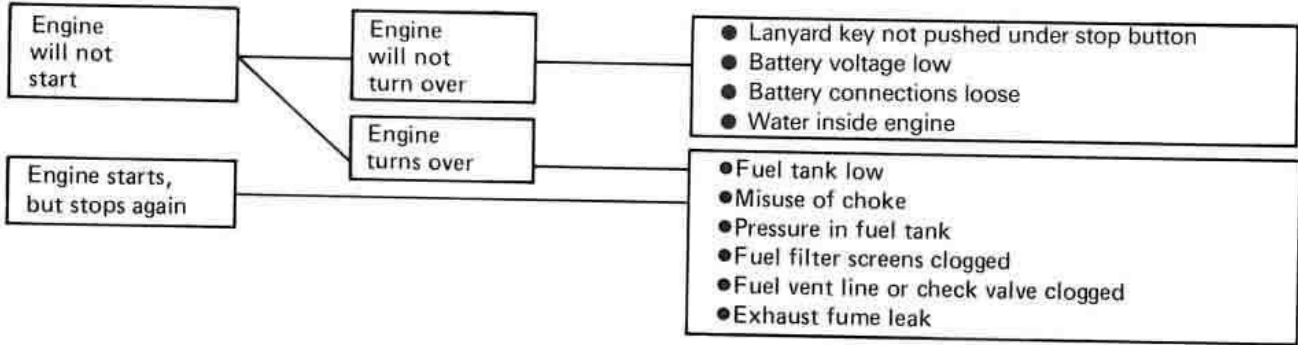 Engine
will not
start
Engine
will not
turn over
● Lanyard key not pushed under stop button
● Battery voltage low
● Battery connections loose
● Water inside engine
Engine
turns over
Engine starts,
but stops again
●Fuel tank low
●Misuse of choke
●Pressure in fuel tank
●Fuel filter screens clogged
●Fuel vent line or check valve clogged
●Exhaust fume leak